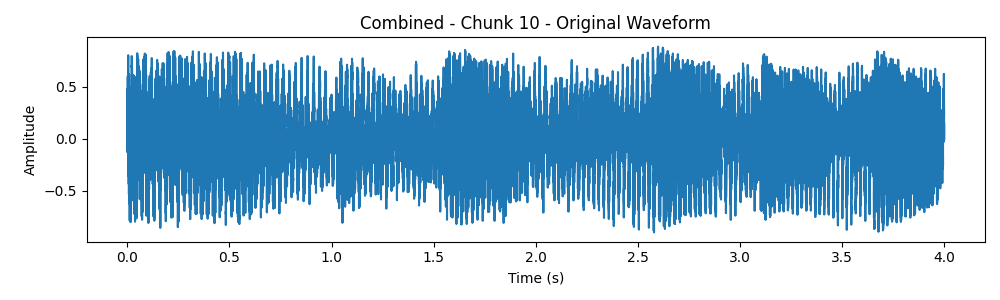 Combined - Chunk 10 - Original Waveform
Amplitude
0.5
0.0
−0.5
0.0 0.5 1.0 1.5 2.0 2.5 3.0 3.5 4.0
Time (s)